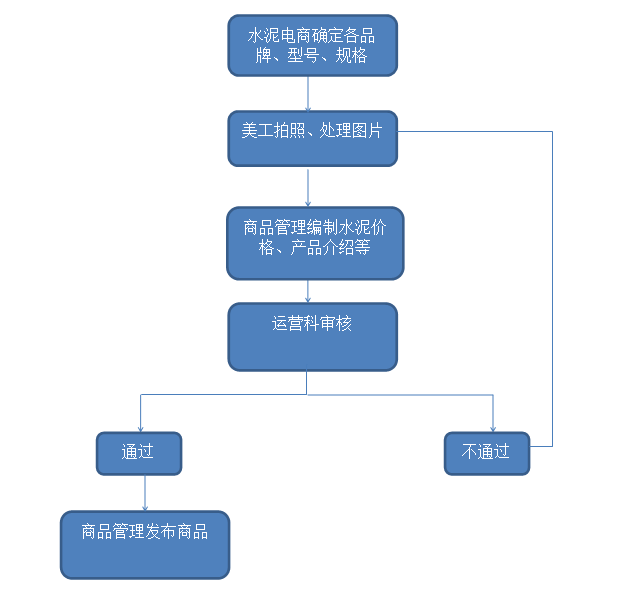 水泥电商确定各品
牌、型号、规格
美工拍照、处理图片
商品管理编制水泥价
格、产品介绍等
运营科审核
通过
不通过
商品管理发布商品